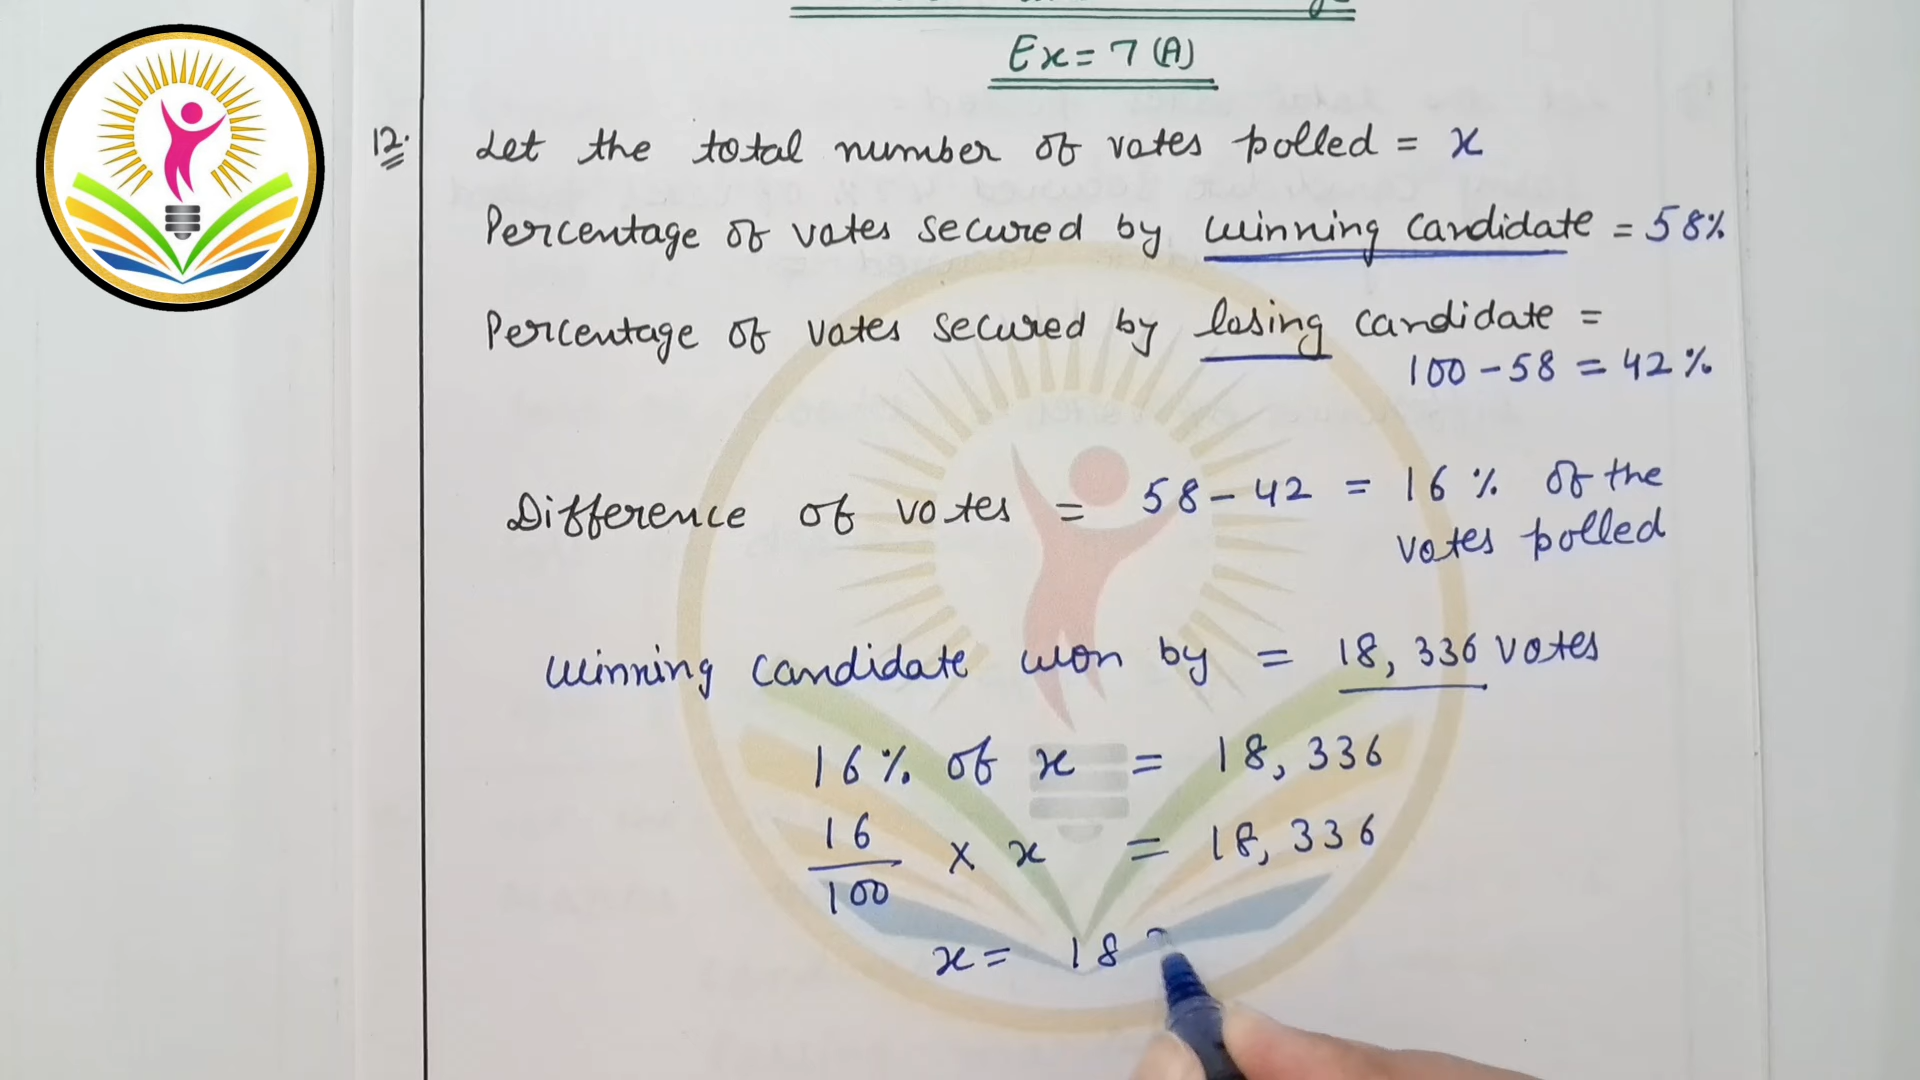 Ex = 7 (A)
12. Let the total number of votes polled = x
Percentage of votes secured by winning candidate = 58%
Percentage of votes secured by losing candidate =
100 - 58 = 42%
Difference of votes = 58 - 42 = 16% of the
votes polled
Winning candidate won by = 18,336 votes
16% of x = 18,336
16/100 × x = 18,336
x = 18